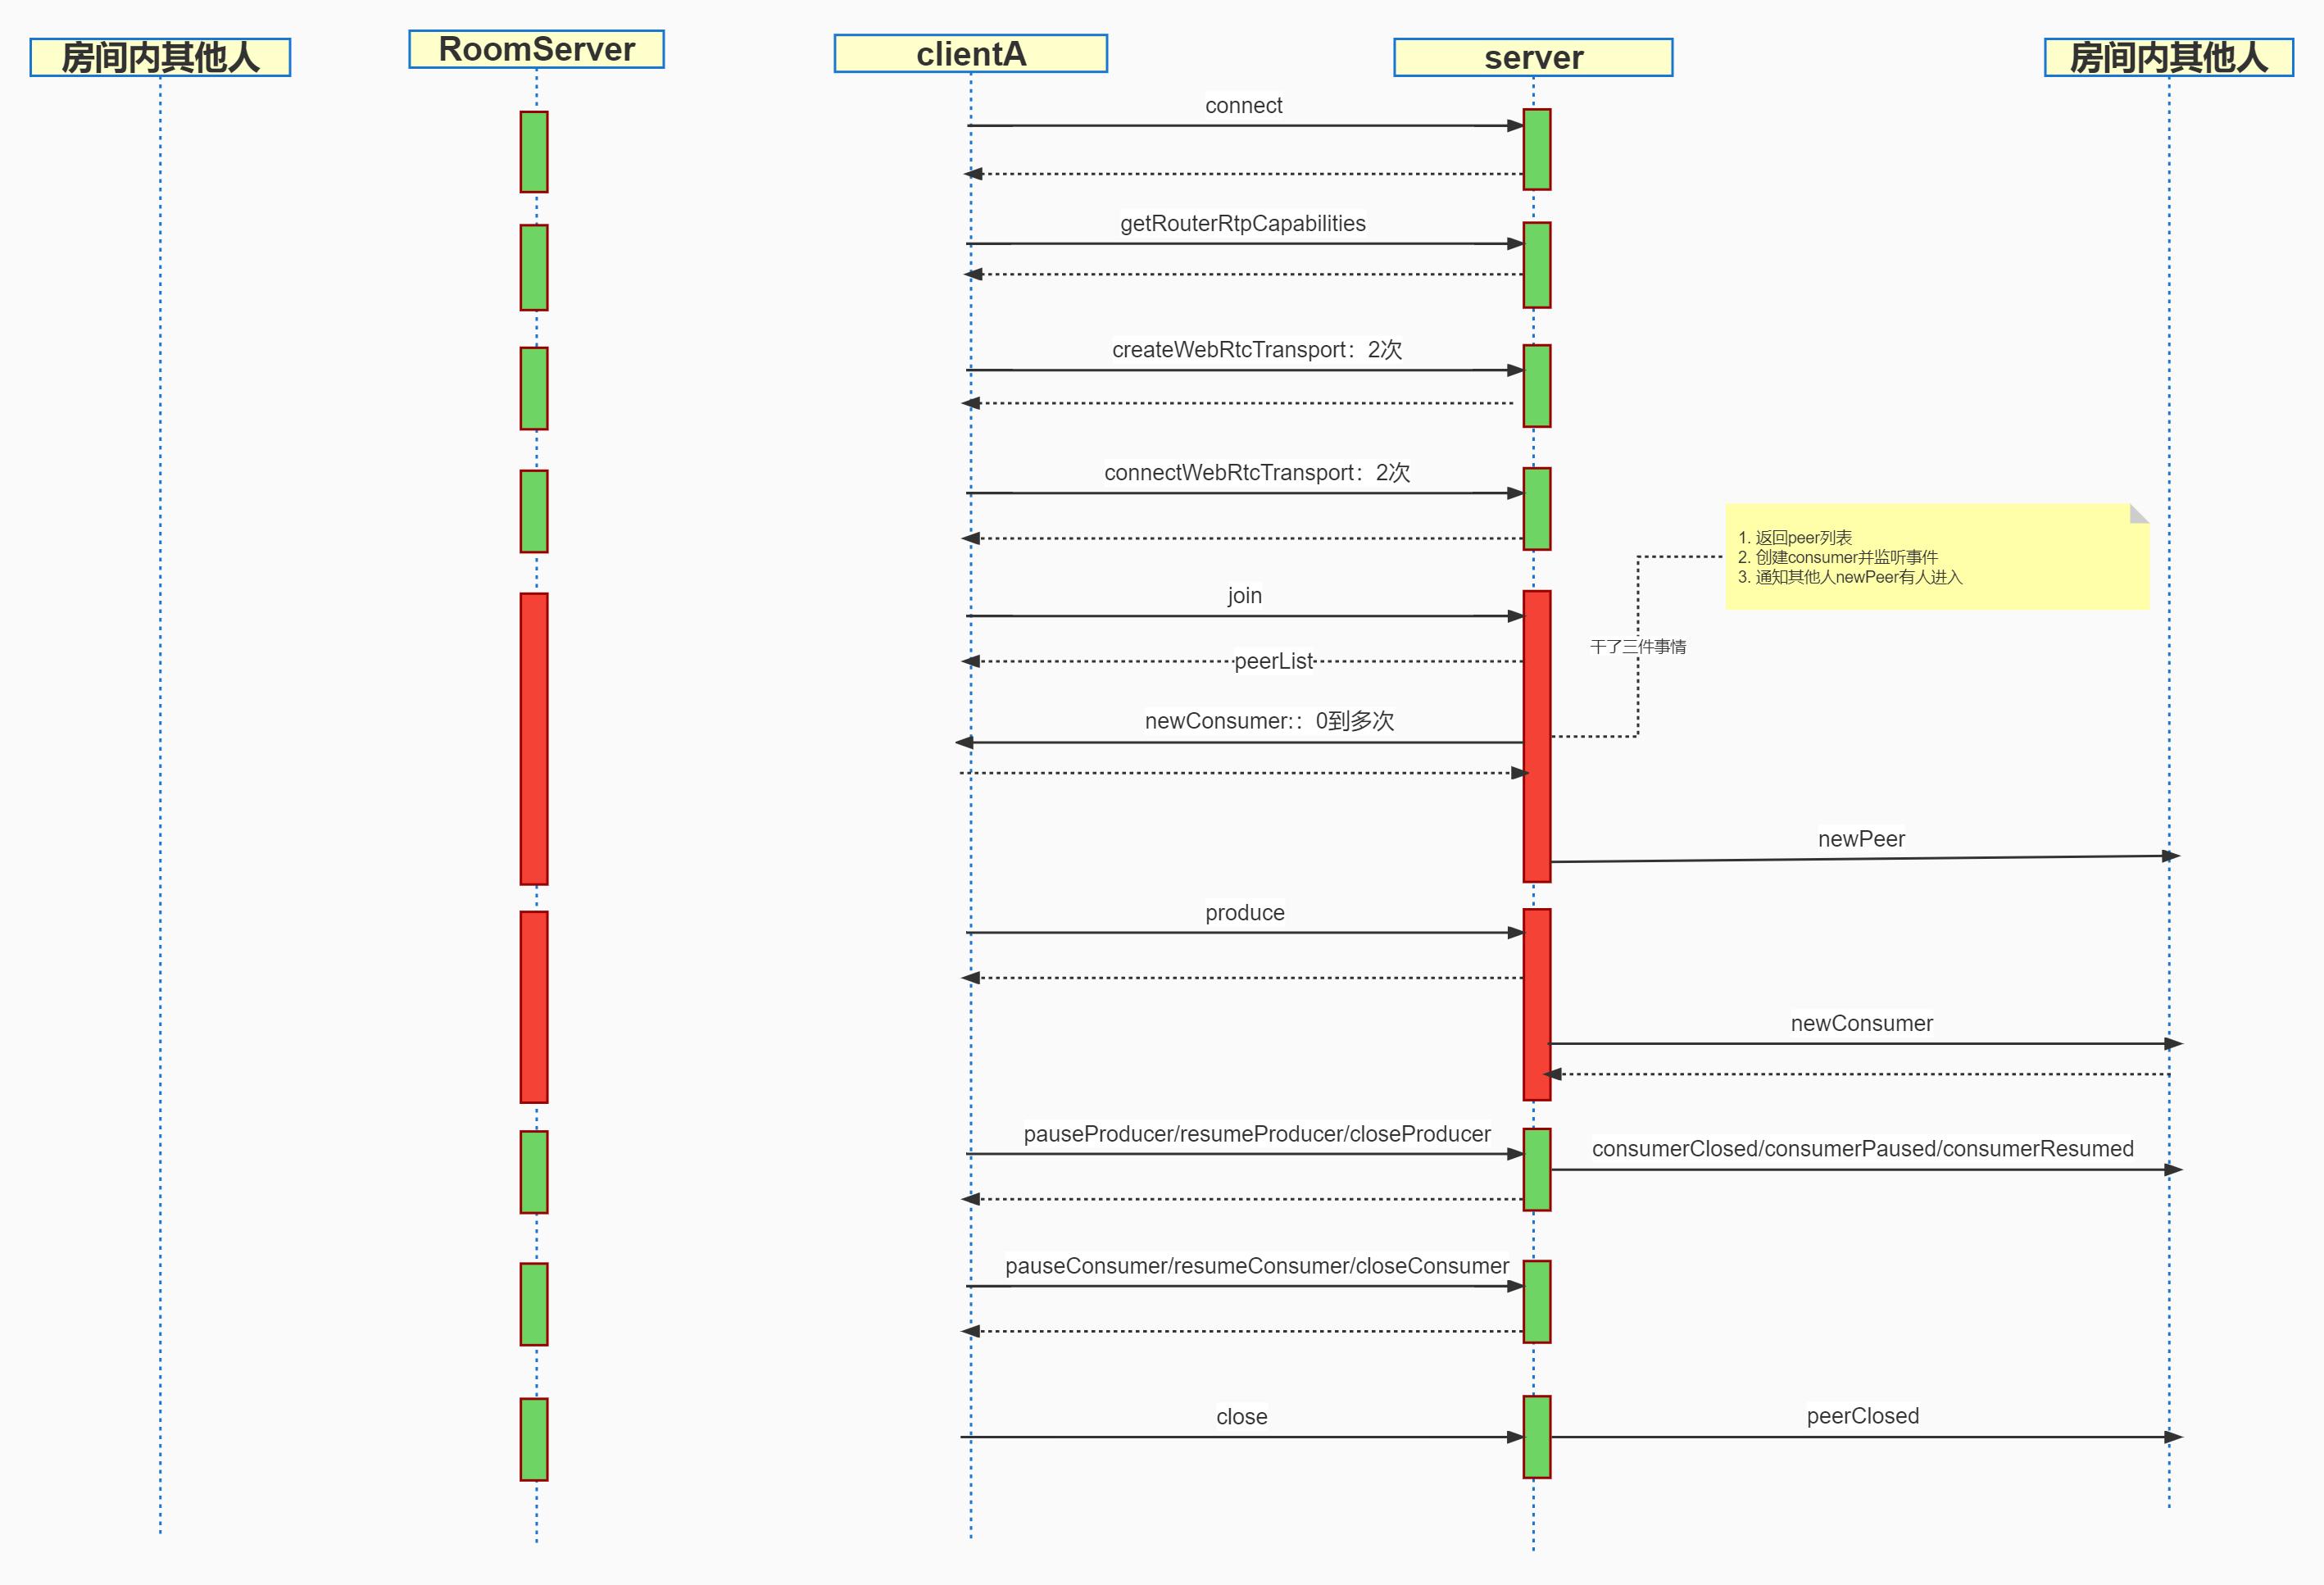 房间内其他人
RoomServer
clientA
server
房间内其他人
connect
getRouterRtpCapabilities
createWebRtcTransport：2次
connectWebRtcTransport：2次
1. 返回peer列表
2. 创建consumer并监听事件
3. 通知其他人newPeer有人进入
join
干了三件事情
peerList
newConsumer:：0到多次
newPeer
produce
newConsumer
pauseProducer/resumeProducer/closeProducer
consumerClosed/consumerPaused/consumerResumed
pauseConsumer/resumeConsumer/closeConsumer
close
peerClosed